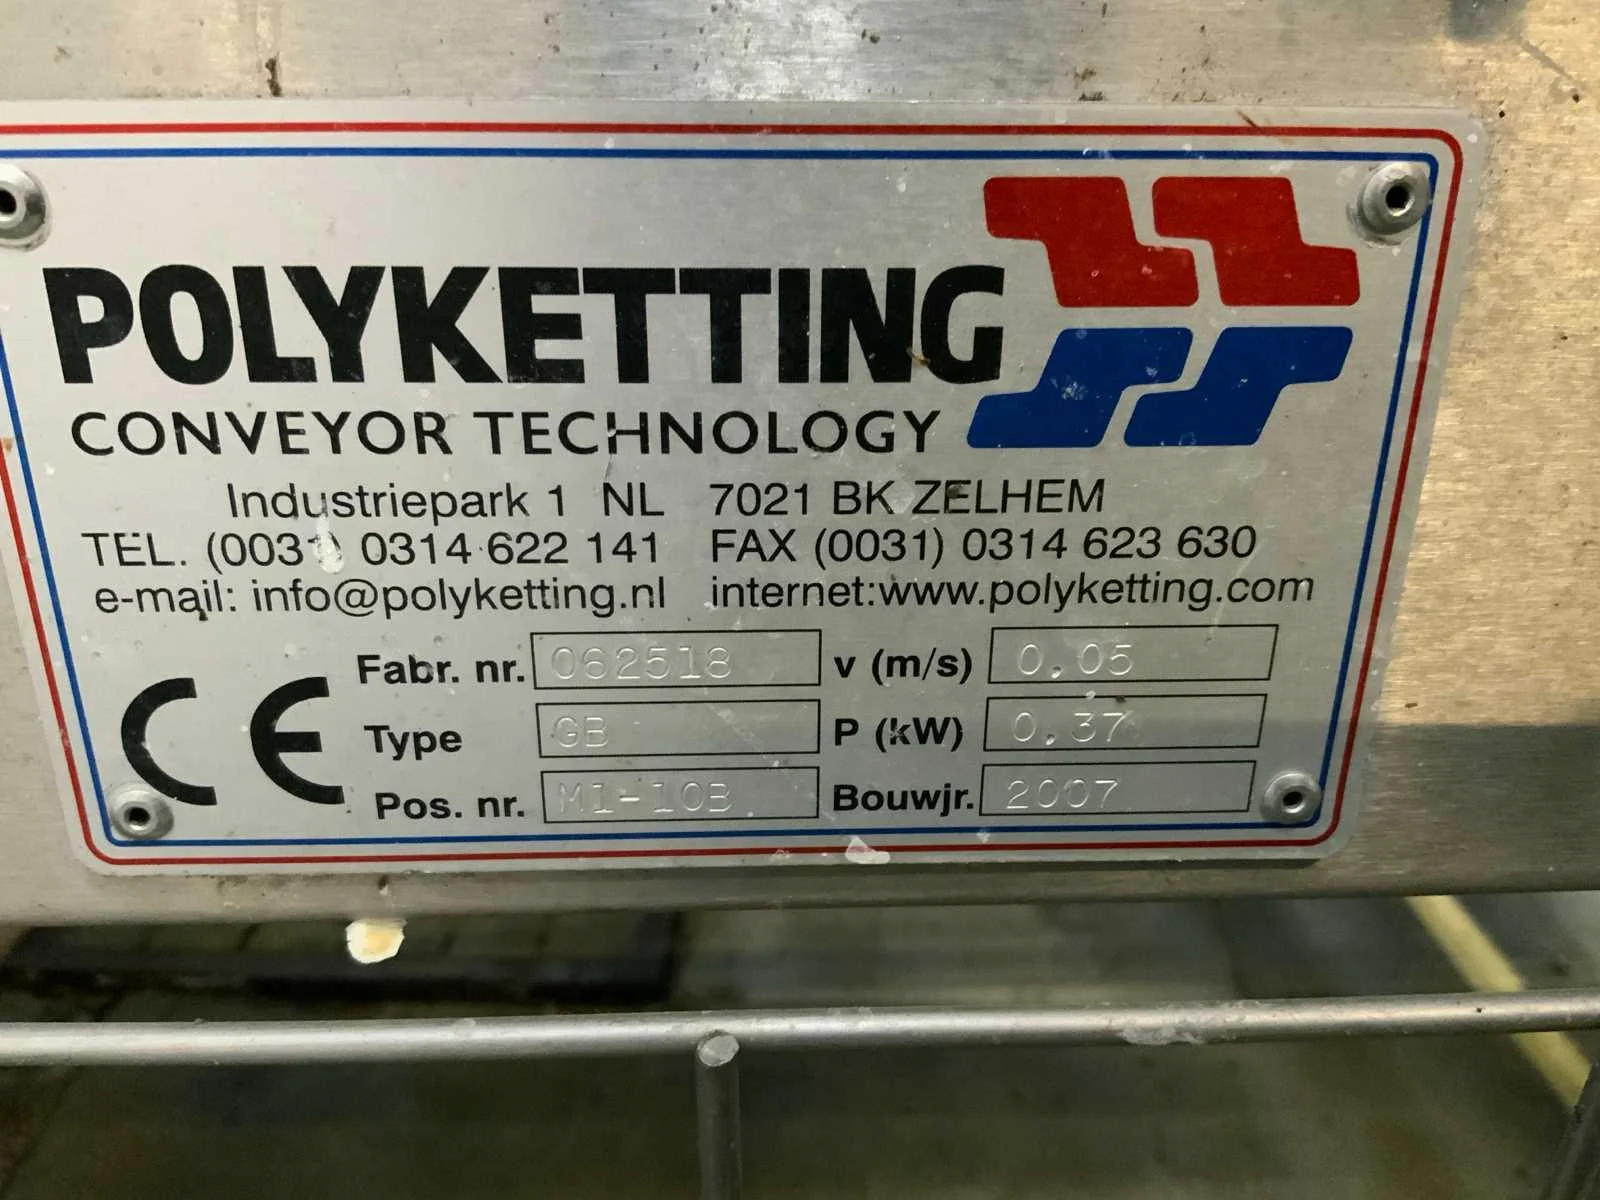 POLYKETTING
CONVEYOR TECHNOLOGY
Industriepark 1 NL 7021 BK ZELHEM
TEL. (0031) 0314 622 141 FAX (0031) 0314 623 630
e-mail: info@polyketting.nl internet:www.polyketting.com
CE
Fabr. nr. 062518 v (m/s) 0.05
Type GB P (kW) 0.37
Pos. nr. M1-10B Bouwjr. 2007